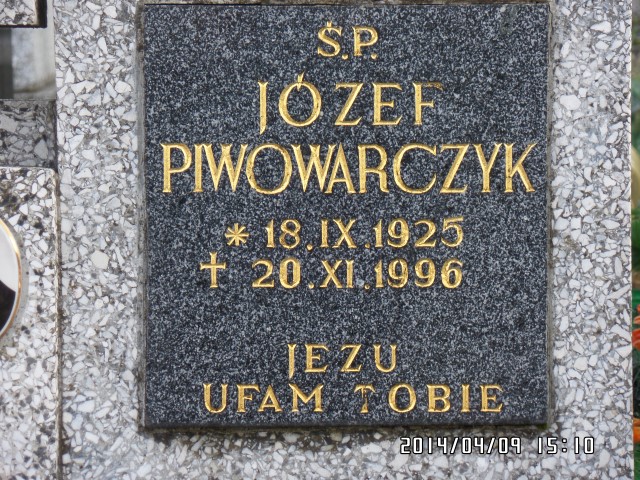 Ś.P.
JÓZEF
PIWOWARCZYK
* 18.IX.1925
† 20.XI.1996
JEZU
UFAM TOBIE
2014/04/09 15:10